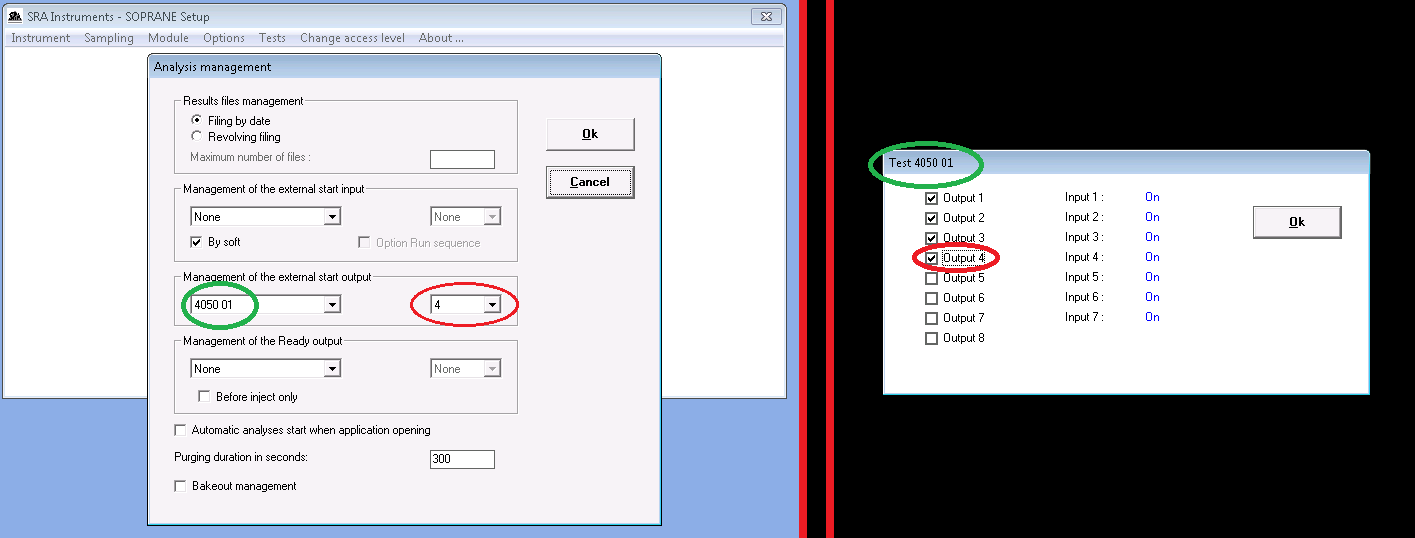 SRA SRA Instruments - SOPRANE Setup
Instrument Sampling Module Options Tests Change access level About ...
Analysis management
Results files management
Filing by date
Revolving filing
Maximum number of files :
Ok
Cancel
Management of the external start input
None None
By soft Option Run sequence
Management of the external start output
4050 01 4
Management of the Ready output
None None
Before inject only
Automatic analyses start when application opening
Purging duration in seconds: 300
Bakeout management
Test 4050 01
Output 1 Input 1 : On
Output 2 Input 2 : On
Output 3 Input 3 : On
Output 4 Input 4 : On
Output 5 Input 5 : On
Output 6 Input 6 : On
Output 7 Input 7 : On
Output 8
Ok